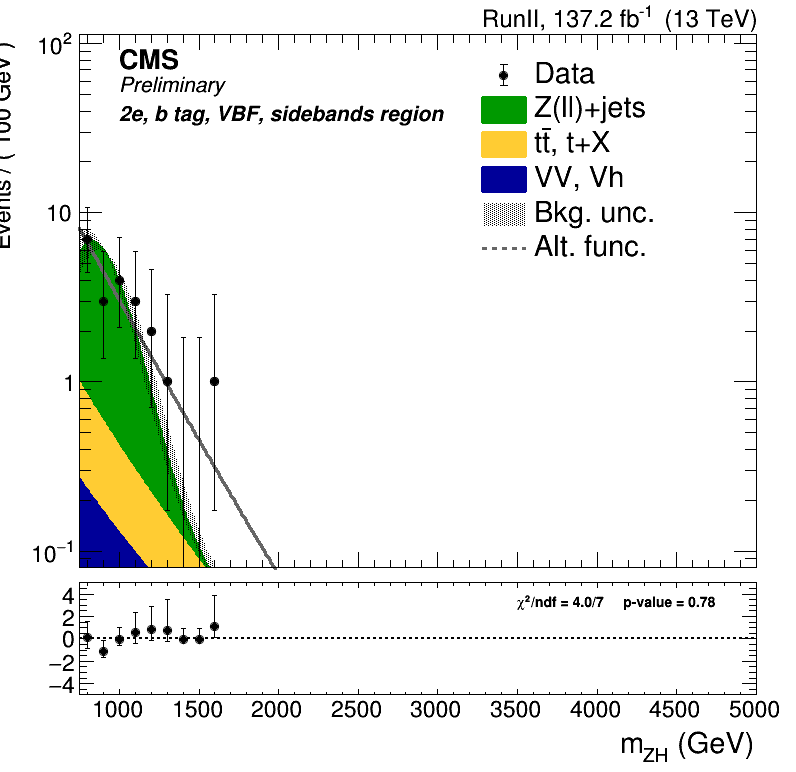 RunII, 137.2 fb⁻¹ (13 TeV)
CMS
Preliminary
2e, b tag, VBF, sidebands region
Data
Z(ll)+jets
tt̄, t+X
VV, Vh
Bkg. unc.
Alt. func.
Events / ( 100 GeV )
10²
10
1
10⁻¹
χ²/ndf = 4.0/7 p-value = 0.78
4
2
0
−2
−4
1000 1500 2000 2500 3000 3500 4000 4500 5000
m_ZH (GeV)